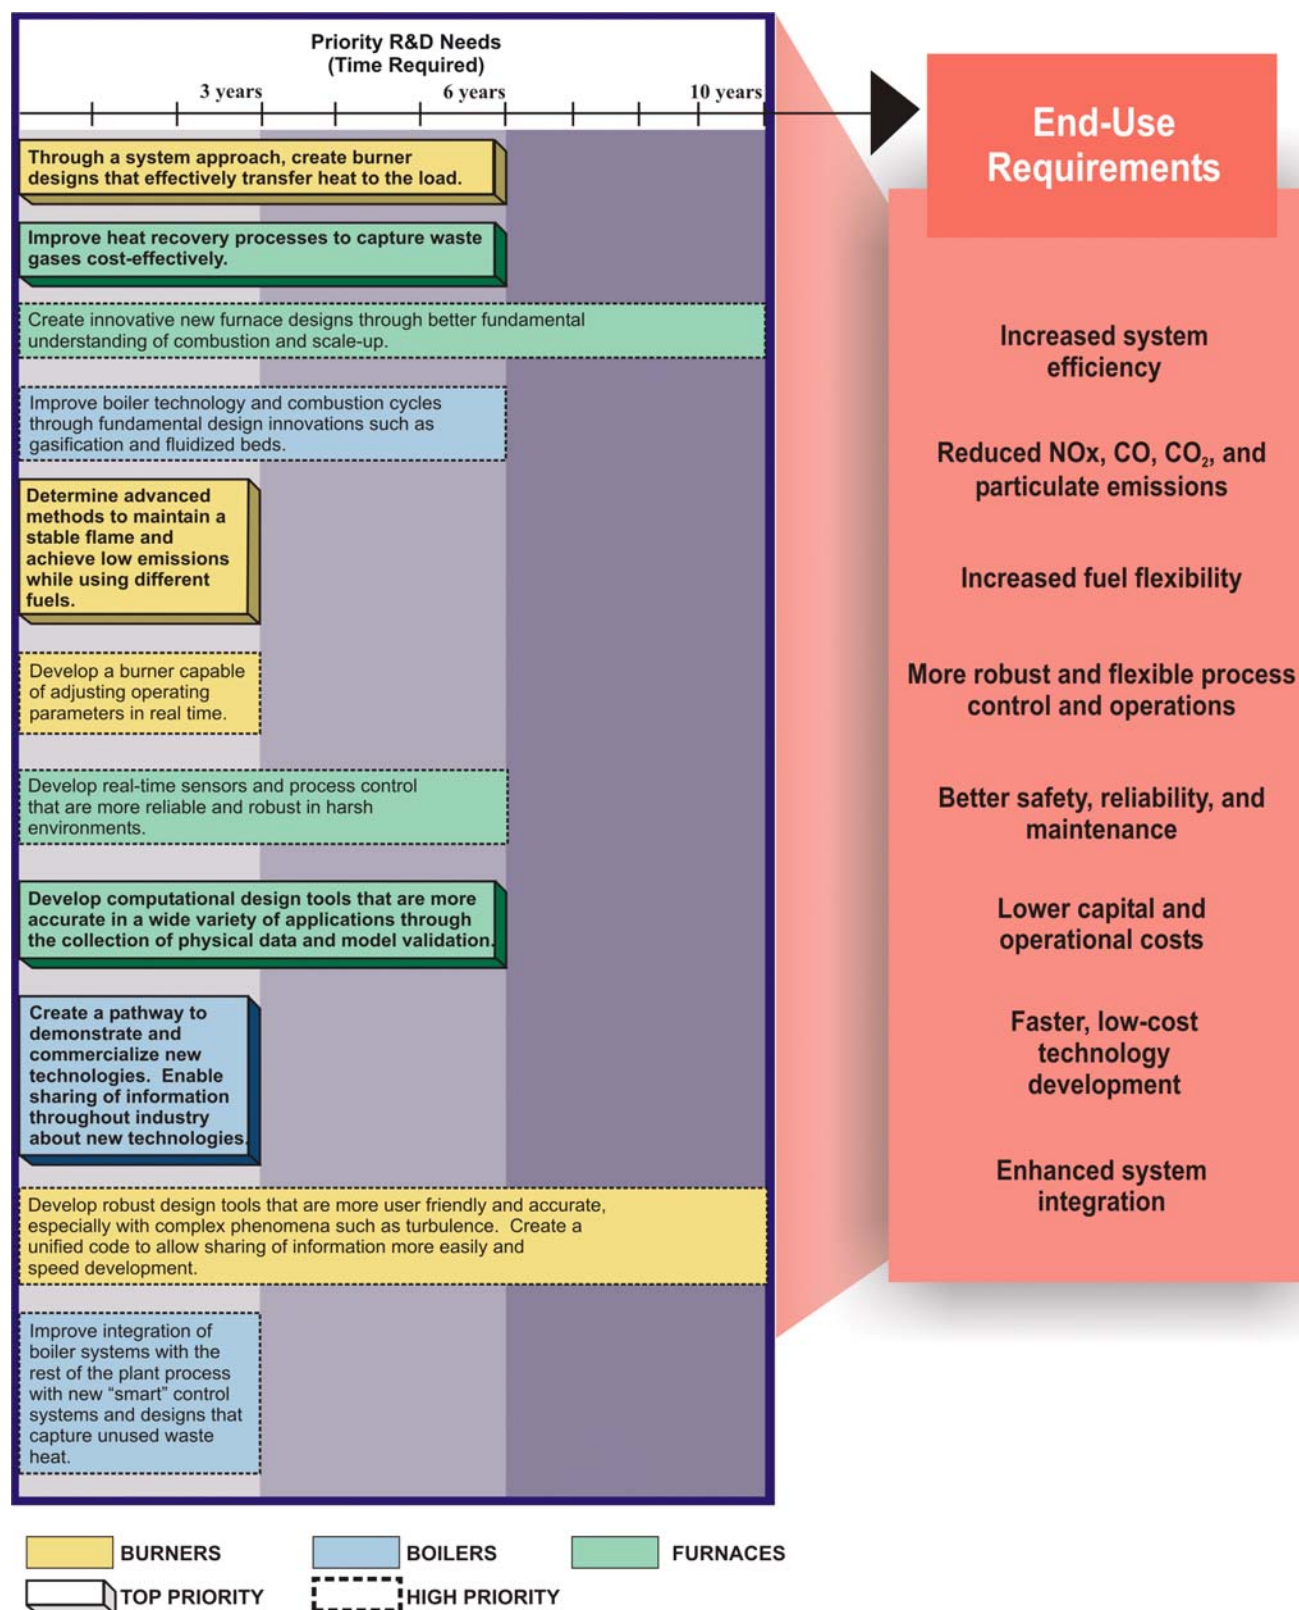 Priority R&D Needs
(Time Required)
3 years
6 years
10 years
Through a system approach, create burner
designs that effectively transfer heat to the load.
Improve heat recovery processes to capture waste
gases cost-effectively.
Create innovative new furnace designs through better fundamental
understanding of combustion and scale-up.
Improve boiler technology and combustion cycles
through fundamental design innovations such as
gasification and fluidized beds.
Determine advanced
methods to maintain a
stable flame and
achieve low emissions
while using different
fuels.
Develop a burner capable
of adjusting operating
parameters in real time.
Develop real-time sensors and process control
that are more reliable and robust in harsh
environments.
Develop computational design tools that are more
accurate in a wide variety of applications through
the collection of physical data and model validation.
Create a pathway to
demonstrate and
commercialize new
technologies. Enable
sharing of information
throughout industry
about new technologies.
Develop robust design tools that are more user friendly and accurate,
especially with complex phenomena such as turbulence. Create a
unified code to allow sharing of information more easily and
speed development.
Improve integration of
boiler systems with the
rest of the plant process
with new “smart” control
systems and designs that
capture unused waste
heat.
End-Use
Requirements
Increased system
efficiency
Reduced NOx, CO, CO₂, and
particulate emissions
Increased fuel flexibility
More robust and flexible process
control and operations
Better safety, reliability, and
maintenance
Lower capital and
operational costs
Faster, low-cost
technology
development
Enhanced system
integration
BURNERS
BOILERS
FURNACES
TOP PRIORITY
HIGH PRIORITY